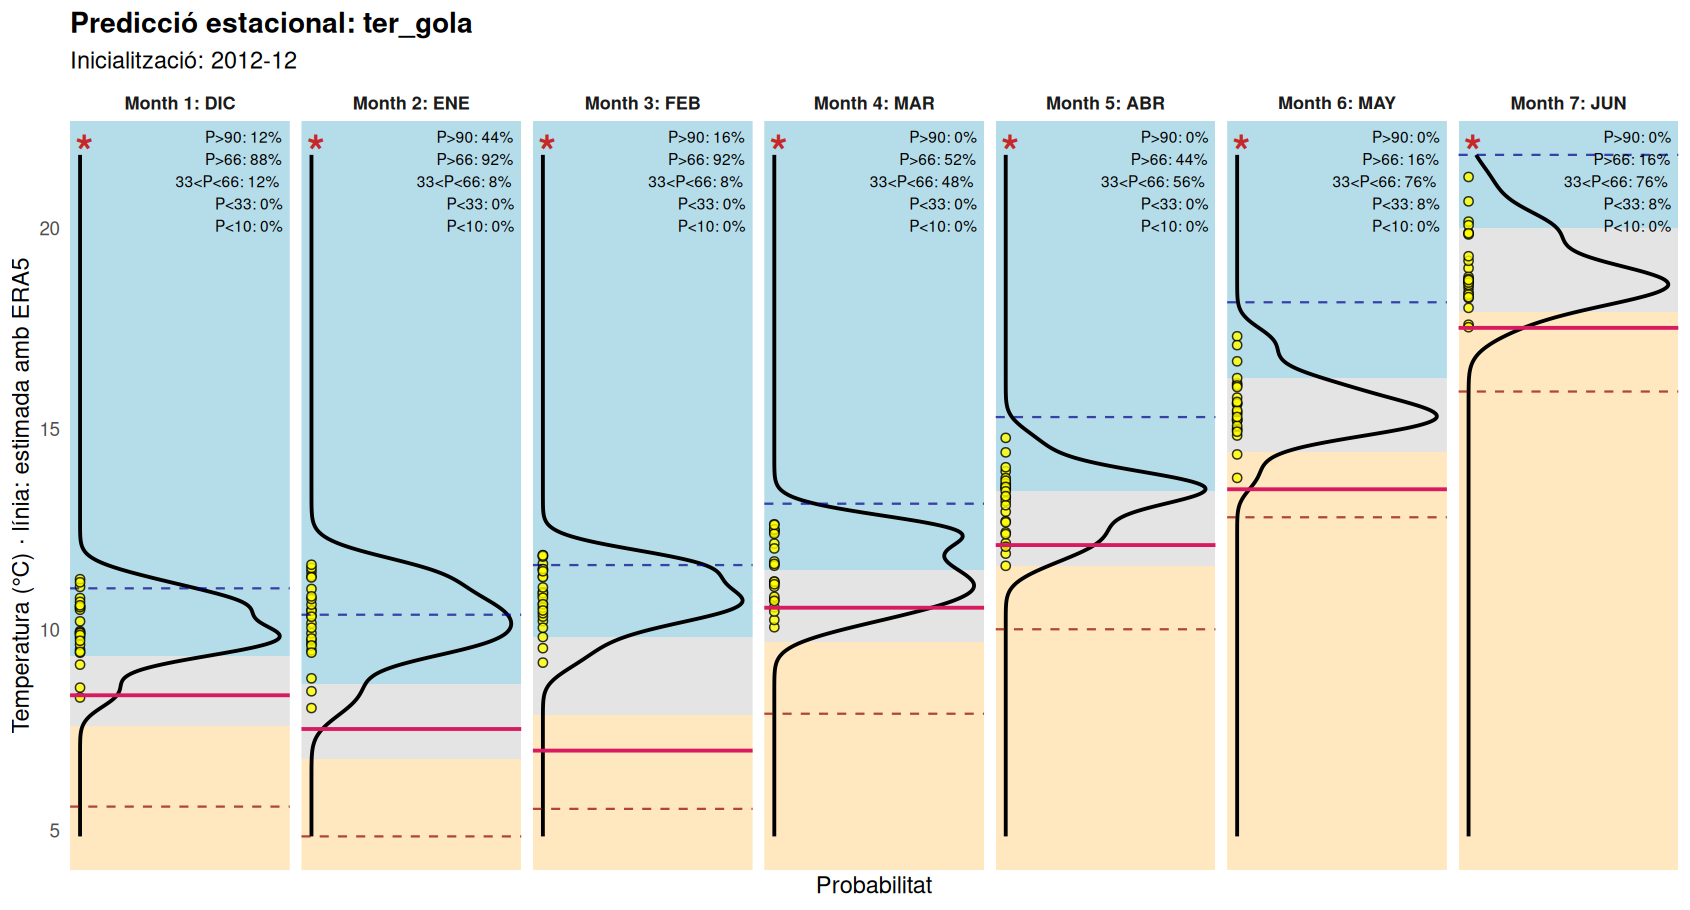 Predicció estacional: ter_gola
Inicialització: 2012-12
Month 1: DIC
Month 2: ENE
Month 3: FEB
Month 4: MAR
Month 5: ABR
Month 6: MAY
Month 7: JUN
*
P>90: 12%
P>66: 88%
33<P<66: 12%
P<33: 0%
P<10: 0%
*
P>90: 44%
P>66: 92%
33<P<66: 8%
P<33: 0%
P<10: 0%
*
P>90: 16%
P>66: 92%
33<P<66: 8%
P<33: 0%
P<10: 0%
*
P>90: 0%
P>66: 52%
33<P<66: 48%
P<33: 0%
P<10: 0%
*
P>90: 0%
P>66: 44%
33<P<66: 56%
P<33: 0%
P<10: 0%
*
P>90: 0%
P>66: 16%
33<P<66: 76%
P<33: 8%
P<10: 0%
*
P>90: 0%
P>66: 16%
33<P<66: 76%
P<33: 8%
P<10: 0%
20
15
10
5
Temperatura (°C) · línia: estimada amb ERA5
Probabilitat